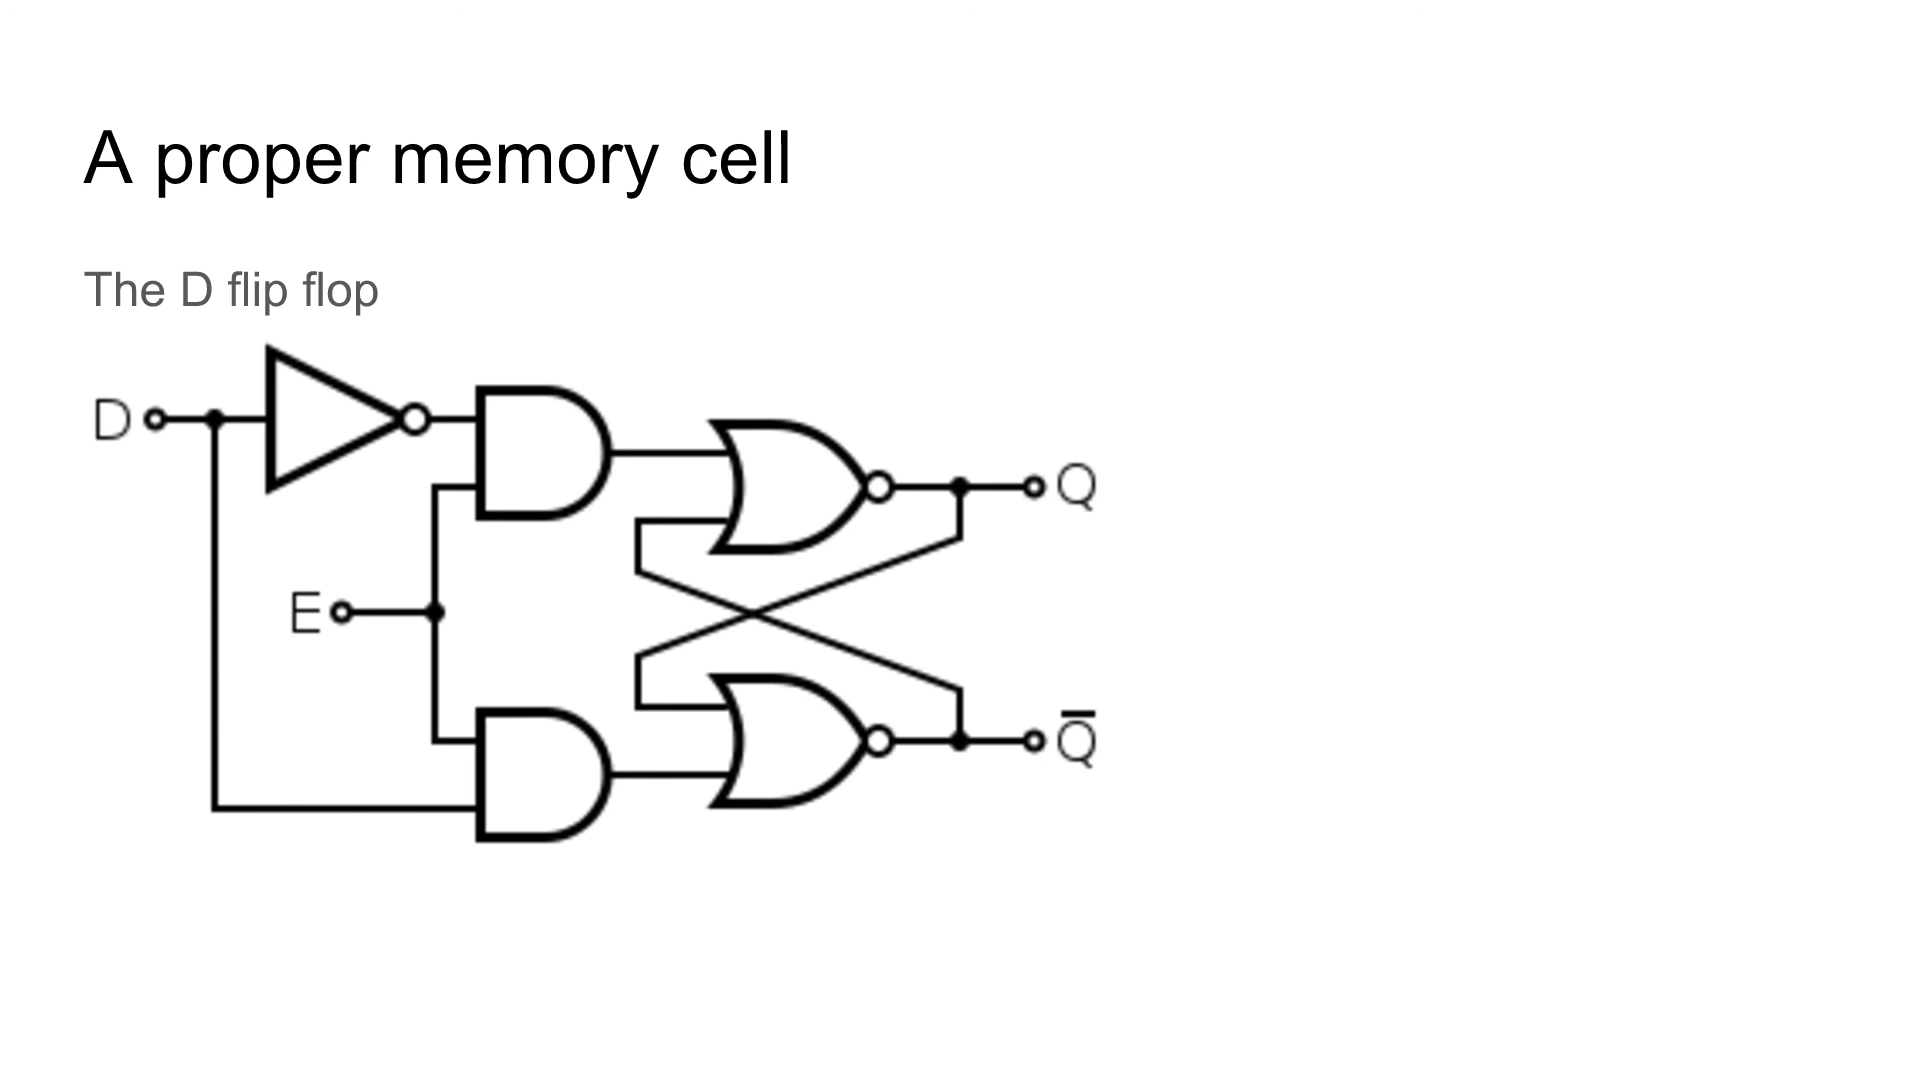 A proper memory cell
The D flip flop
D
Q
E
Q̅